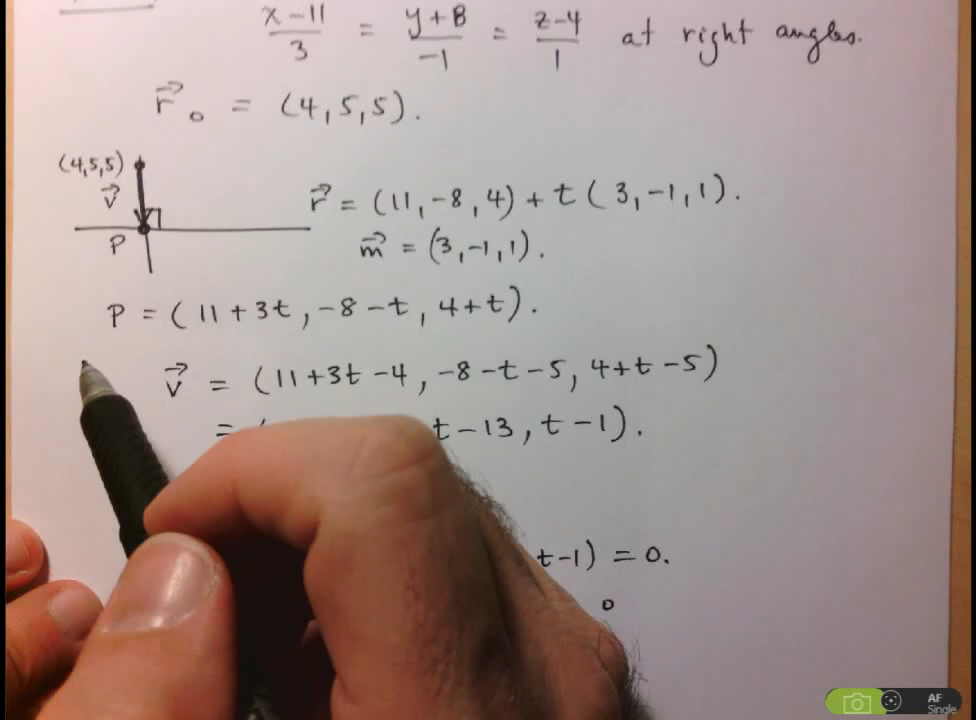 x-11/3 = y+8/-1 = z-4/1 at right angles.
r⃗₀ = (4,5,5).
(4,5,5)
v⃗
P
r⃗ = (11,-8,4) + t(3,-1,1).
m⃗ = (3,-1,1).
P = (11+3t, -8-t, 4+t).
v⃗ = (11+3t-4, -8-t-5, 4+t-5)
= ( t-13, t-1).
t-1) = 0.
0
AF
Single